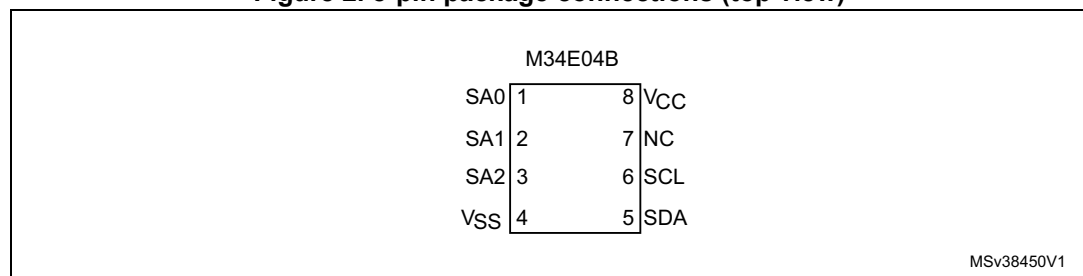 M34E04B
SA0 1 8 VCC
SA1 2 7 NC
SA2 3 6 SCL
VSS 4 5 SDA
MSv38450V1